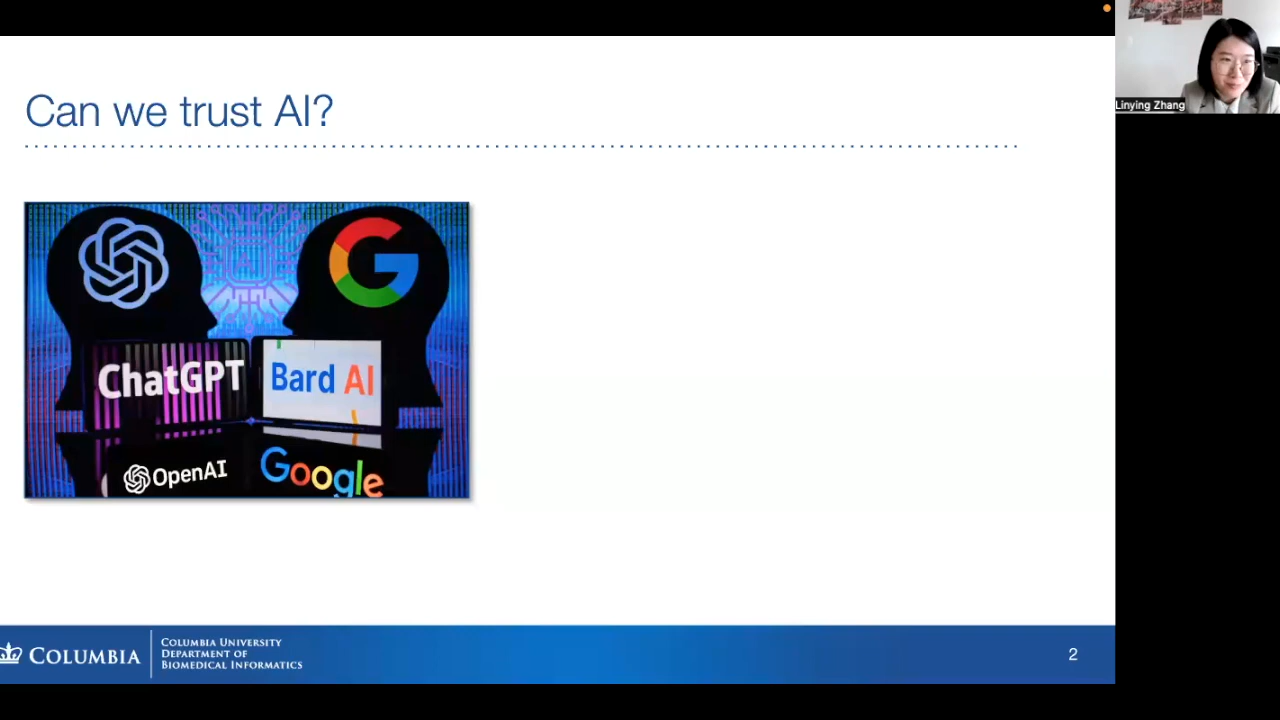 Can we trust AI?
ChatGPT
Bard AI
OpenAI
Google
COLUMBIA
COLUMBIA UNIVERSITY
DEPARTMENT OF
BIOMEDICAL INFORMATICS
2
Linying Zhang